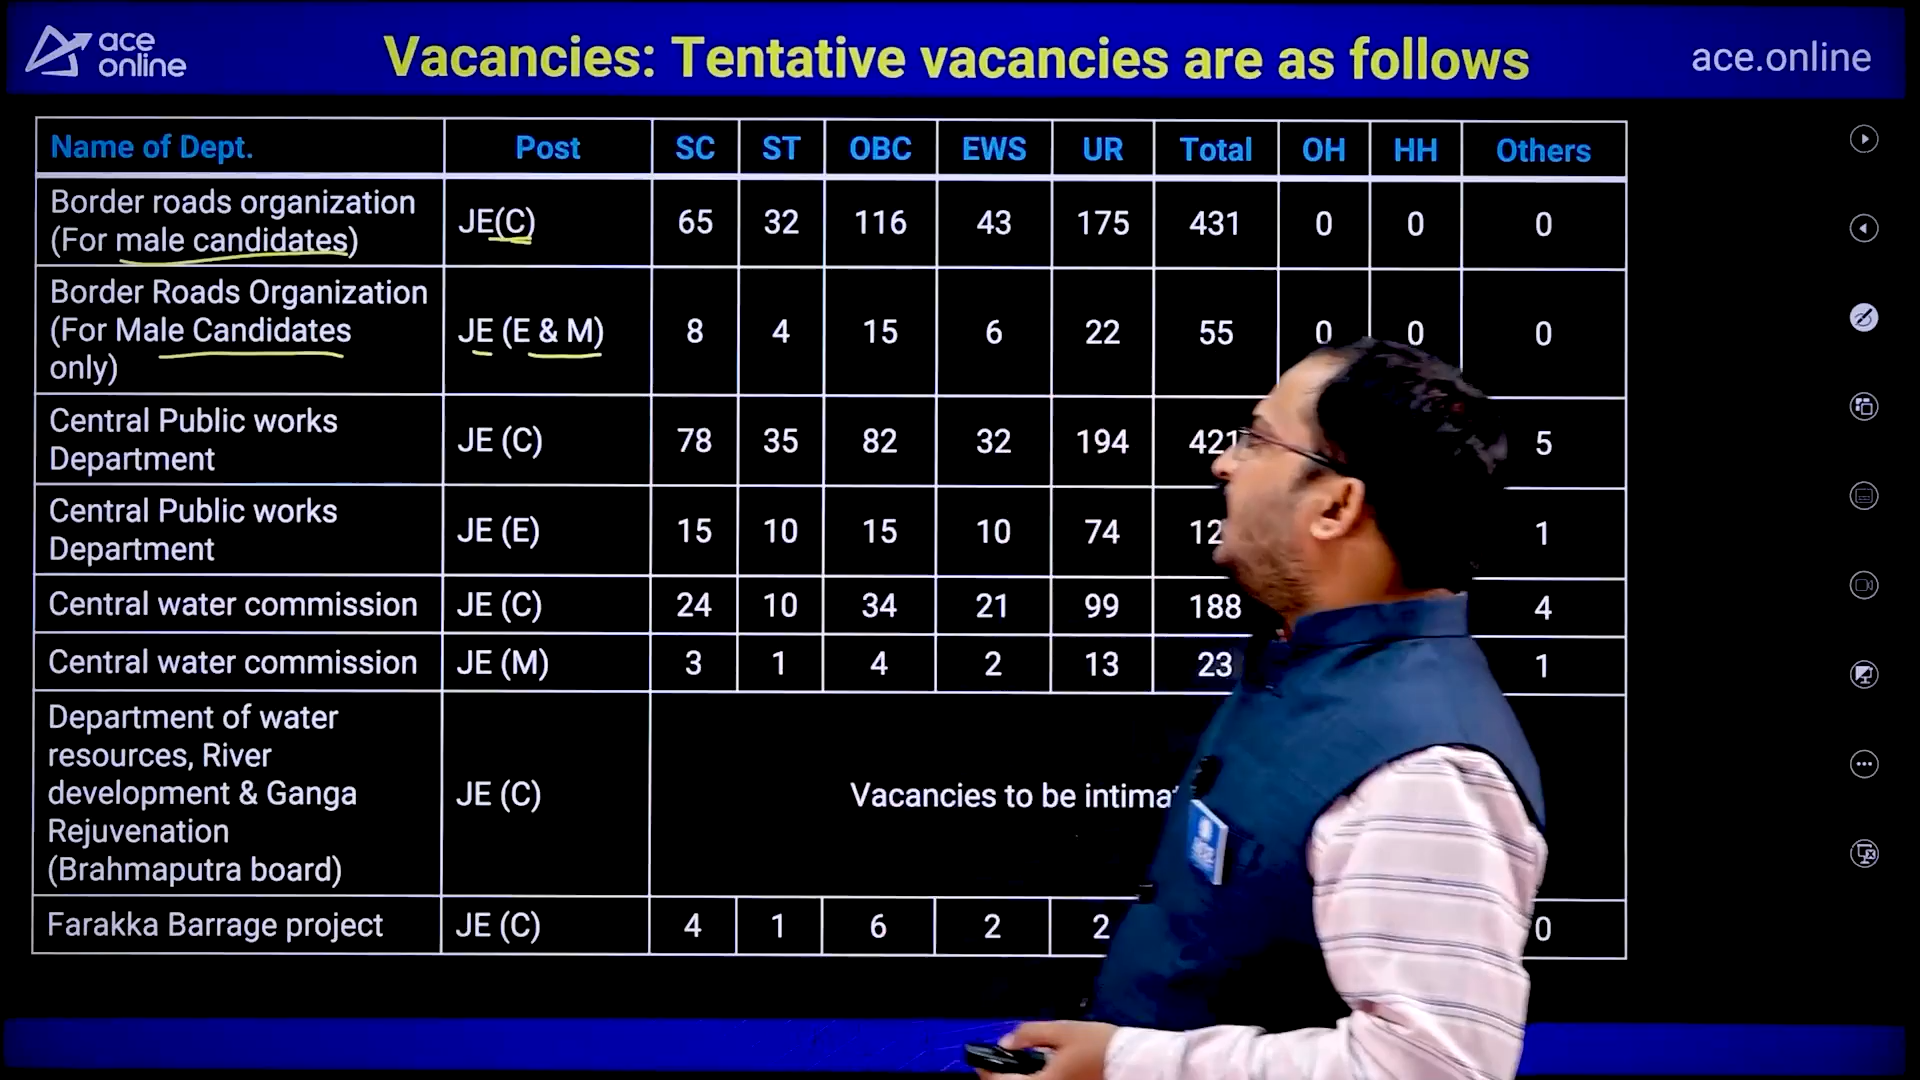 ace
online
Vacancies: Tentative vacancies are as follows
ace.online
Name of Dept. Post SC ST OBC EWS UR Total OH HH Others
Border roads organization
(For male candidates)
JE(C) 65 32 116 43 175 431 0 0 0
Border Roads Organization
(For Male Candidates
only)
JE (E & M) 8 4 15 6 22 55 0 0 0
Central Public works
Department
JE (C) 78 35 82 32 194 421 5
Central Public works
Department
JE (E) 15 10 15 10 74 1
Central water commission JE (C) 24 10 34 21 99 188 4
Central water commission JE (M) 3 1 4 2 13 23 1
Department of water
resources, River
development & Ganga
Rejuvenation
(Brahmaputra board)
JE (C) Vacancies to be
Farakka Barrage project JE (C) 4 1 6 2 2 0